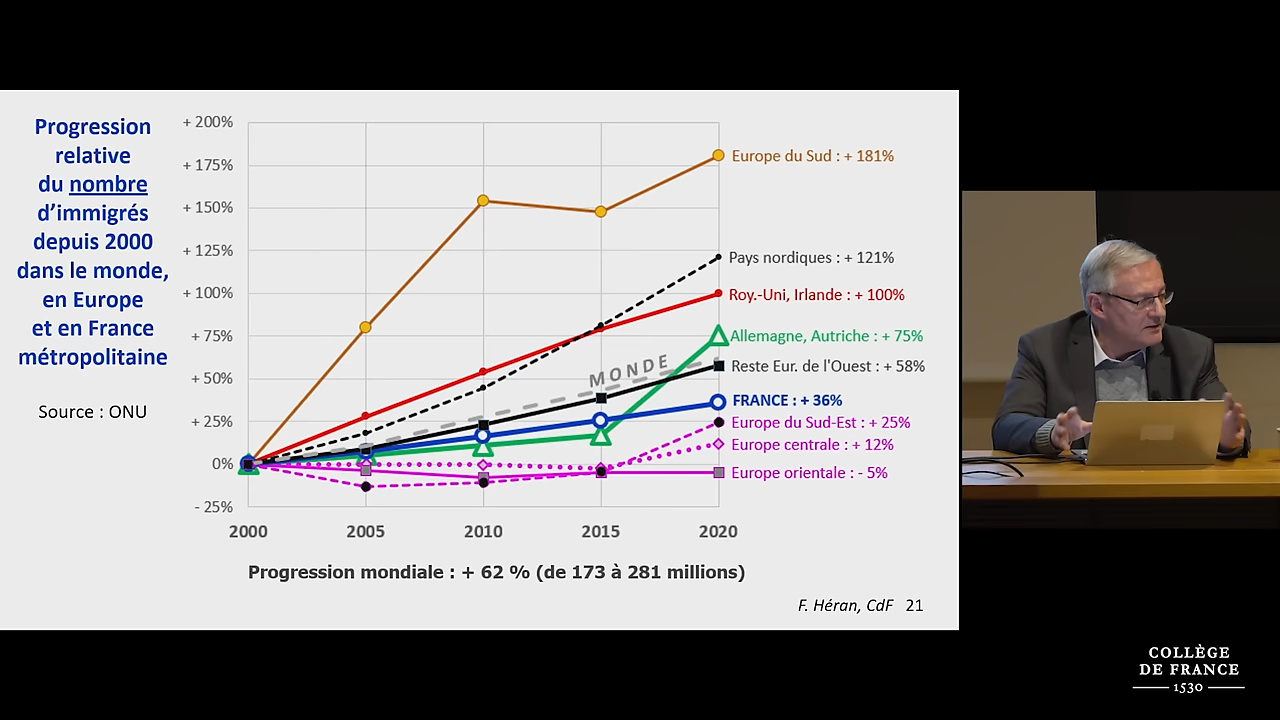 Progression
relative
du nombre
d'immigrés
depuis 2000
dans le monde,
en Europe
et en France
métropolitaine
Source : ONU
+ 200%
+ 175%
+ 150%
+ 125%
+ 100%
+ 75%
+ 50%
+ 25%
0%
- 25%
2000
2005
2010
2015
2020
Europe du Sud : + 181%
Pays nordiques : + 121%
Roy.-Uni, Irlande : + 100%
Allemagne, Autriche : + 75%
MONDE
Reste Eur. de l'Ouest : + 58%
FRANCE : + 36%
Europe du Sud-Est : + 25%
Europe centrale : + 12%
Europe orientale : - 5%
Progression mondiale : + 62 % (de 173 à 281 millions)
F. Héran, CdF 21
COLLÈGE
DE FRANCE
1530